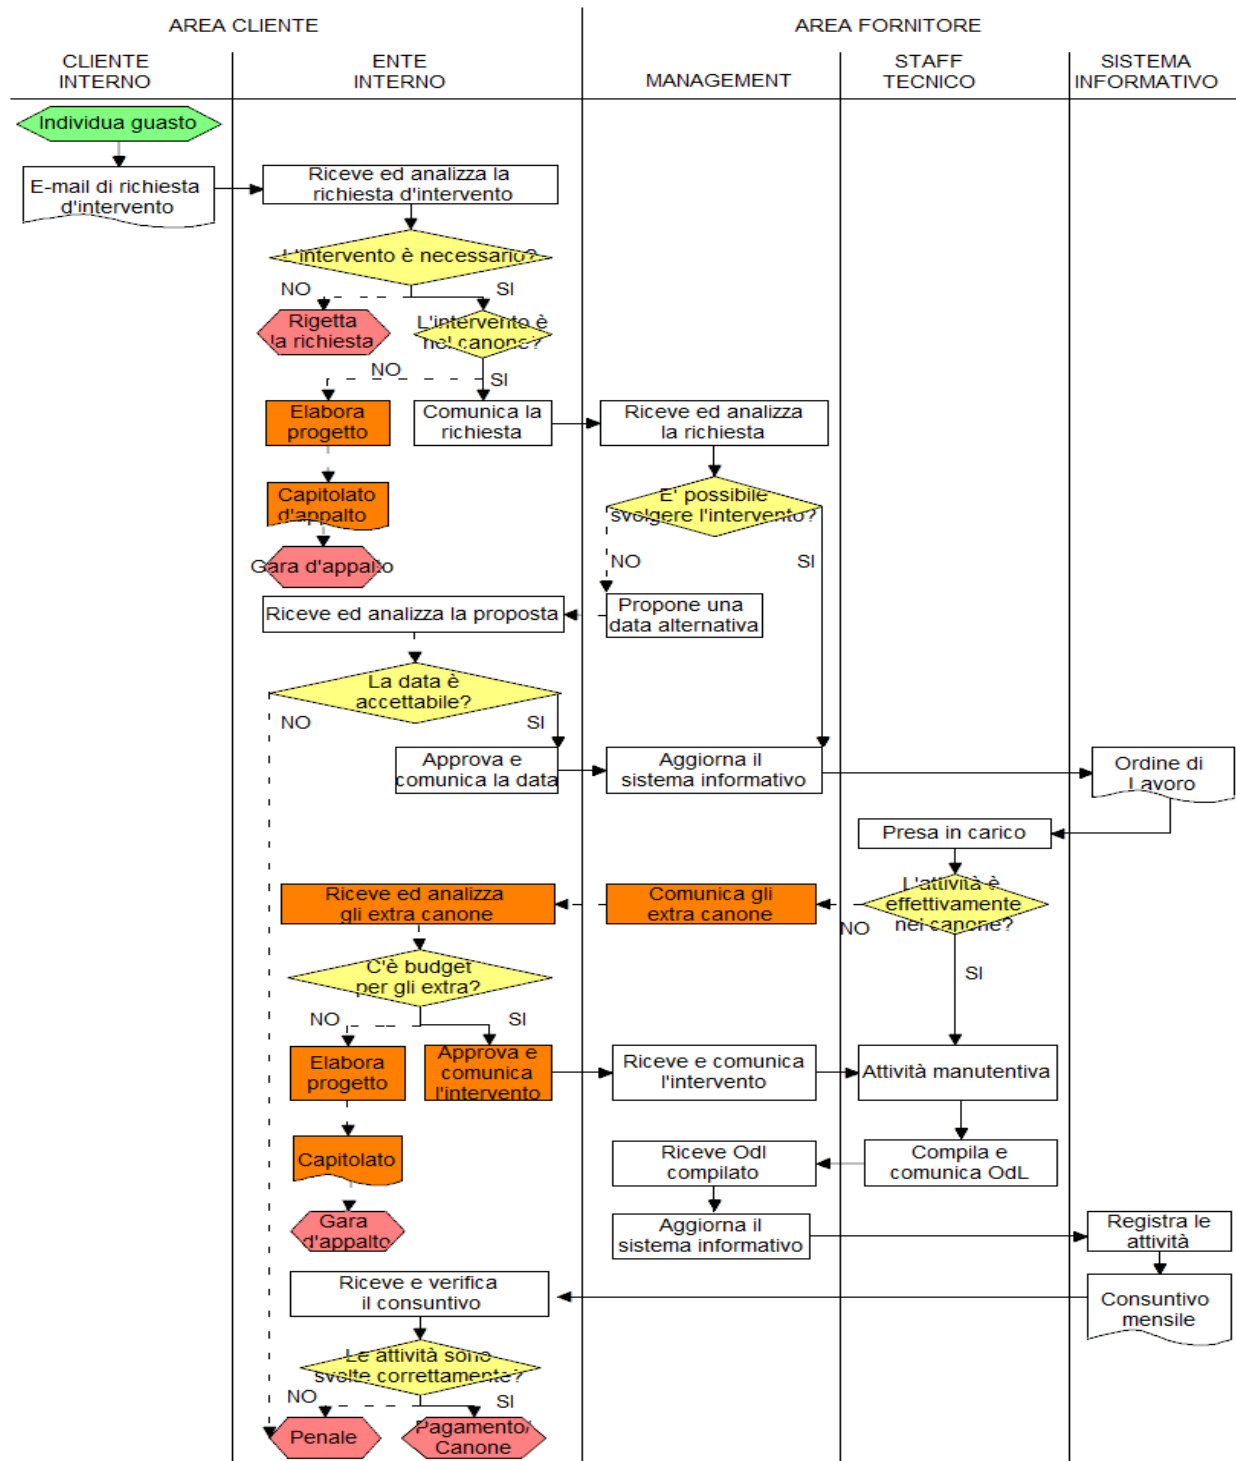 AREA CLIENTE
AREA FORNITORE
CLIENTE
INTERNO
ENTE
INTERNO
MANAGEMENT
STAFF
TECNICO
SISTEMA
INFORMATIVO
Individua guasto
E-mail di richiesta
d'intervento
Riceve ed analizza la
richiesta d'intervento
L'intervento è necessario?
NO
SI
Rigetta
la richiesta
L'intervento è
nel canone?
NO
SI
Elabora
progetto
Comunica la
richiesta
Riceve ed analizza
la richiesta
Capitolato
d'appalto
E' possibile
svolgere l'intervento?
Gara d'appalto
NO
SI
Riceve ed analizza la proposta
Propone una
data alternativa
La data è
accettabile?
NO
SI
Approva e
comunica la data
Aggiorna il
sistema informativo
Ordine di
Lavoro
Presa in carico
Riceve ed analizza
gli extra canone
Comunica gli
extra canone
L'attività è
effettivamente
nel canone?
NO
SI
C'è budget
per gli extra?
NO
SI
Elabora
progetto
Approva e
comunica
l'intervento
Riceve e comunica
l'intervento
Attività manutentiva
Capitolato
Riceve Odl
compilato
Compila e
comunica OdL
Gara
d'appalto
Aggiorna il
sistema informativo
Registra le
attività
Riceve e verifica
il consuntivo
Consuntivo
mensile
Le attività sono
svolte correttamente?
NO
SI
Penale
Pagamento/
Canone